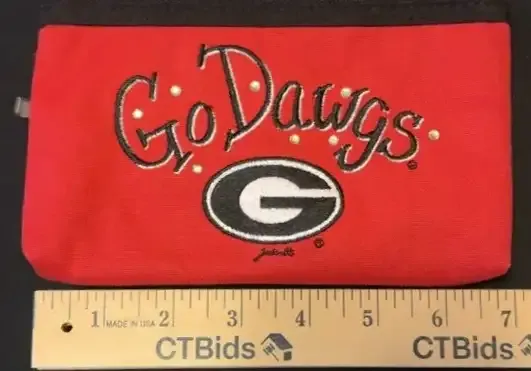 Go Dawgs®
G
®
1 MADE IN USA 2 3 4 5 6 7
CTBids CTBids